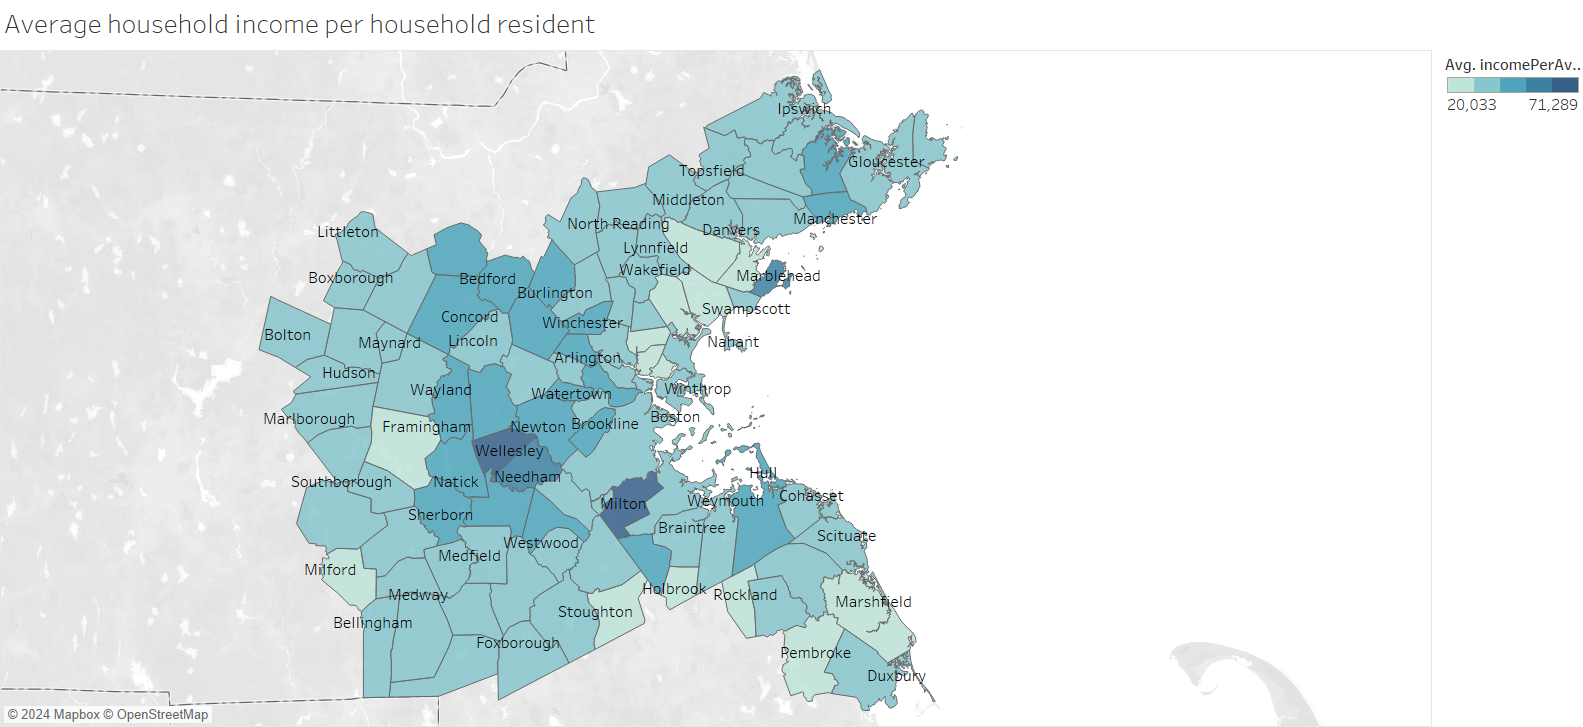 Average household income per household resident
Avg. incomePerAv..
20,033 71,289
Ipswich
Gloucester
Topsfield
Middleton
Manchester
North Reading
Danvers
Littleton
Lynnfield
Wakefield
Marblehead
Boxborough
Bedford
Burlington
Swampscott
Concord
Winchester
Bolton
Maynard
Lincoln
Nahant
Arlington
Hudson
Wayland
Watertown
Winthrop
Marlborough
Framingham
Newton
Brookline
Boston
Wellesley
Hull
Needham
Southborough
Natick
Cohasset
Milton
Weymouth
Sherborn
Braintree
Scituate
Westwood
Medfield
Milford
Holbrook
Rockland
Medway
Marshfield
Stoughton
Bellingham
Foxborough
Pembroke
Duxbury
© 2024 Mapbox © OpenStreetMap